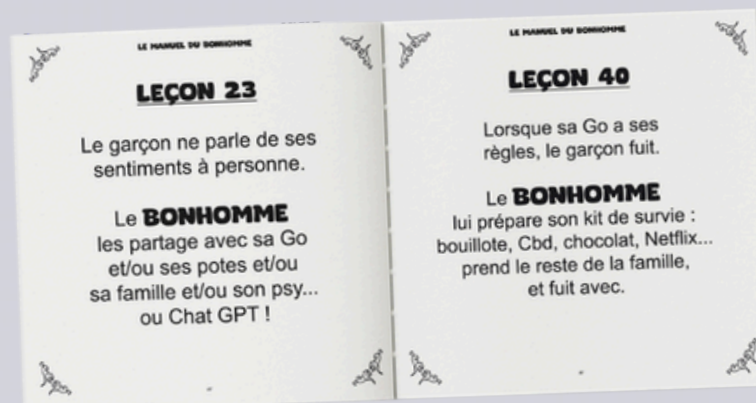 LE MANUEL DU BONHOMME
LEÇON 23
Le garçon ne parle de ses
sentiments à personne.
Le BONHOMME
les partage avec sa Go
et/ou ses potes et/ou
sa famille et/ou son psy...
ou Chat GPT !
LE MANUEL DU BONHOMME
LEÇON 40
Lorsque sa Go a ses
règles, le garçon fuit.
Le BONHOMME
lui prépare son kit de survie :
bouillote, Cbd, chocolat, Netflix...
prend le reste de la famille,
et fuit avec.